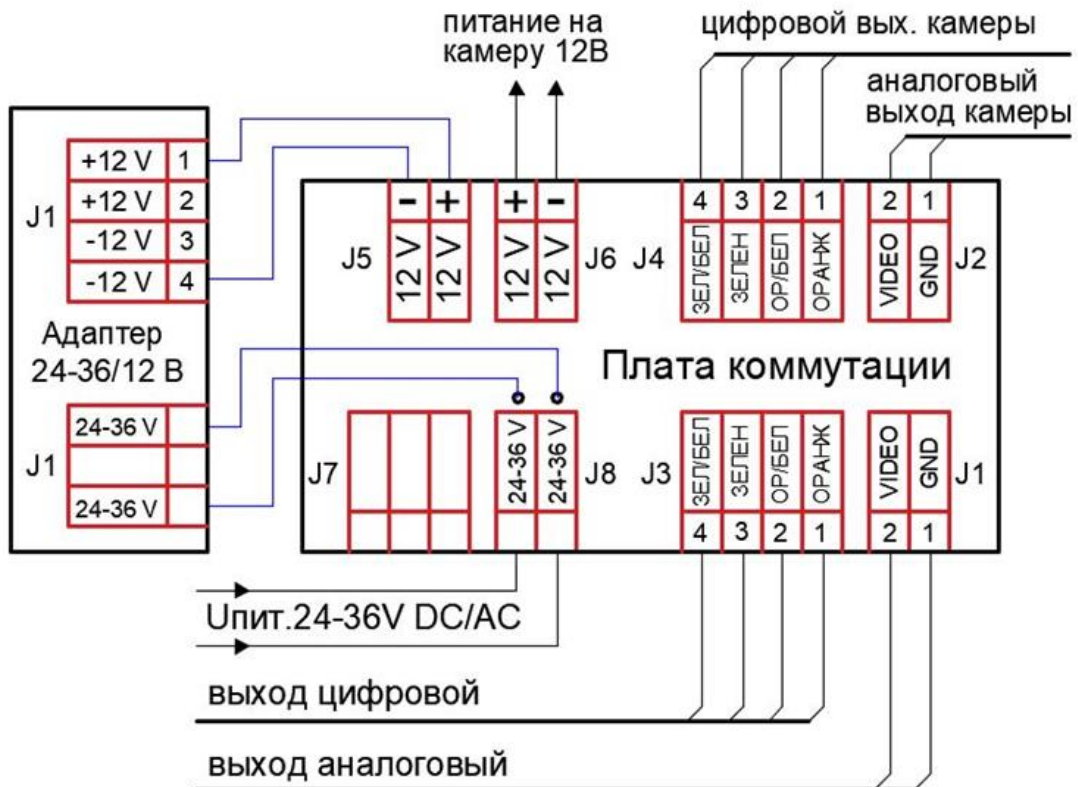 питание на
камеру 12В
цифровой вых. камеры
аналоговый
выход камеры
J1
+12 V 1
+12 V 2
-12 V 3
-12 V 4
Адаптер
24-36/12 В
J1
24-36 V
24-36 V
J5
- +
12 V 12 V
+ -
12 V 12 V
J6
J4
4 3 2 1
ЗЕЛ/БЕЛ ЗЕЛЕН ОР/БЕЛ ОРАНЖ
2 1
VIDEO GND
J2
Плата коммутации
J7
24-36 V 24-36 V
J8
J3
ЗЕЛ/БЕЛ ЗЕЛЕН ОР/БЕЛ ОРАНЖ
4 3 2 1
VIDEO GND
2 1
J1
Uпит.24-36V DC/AC
выход цифровой
выход аналоговый